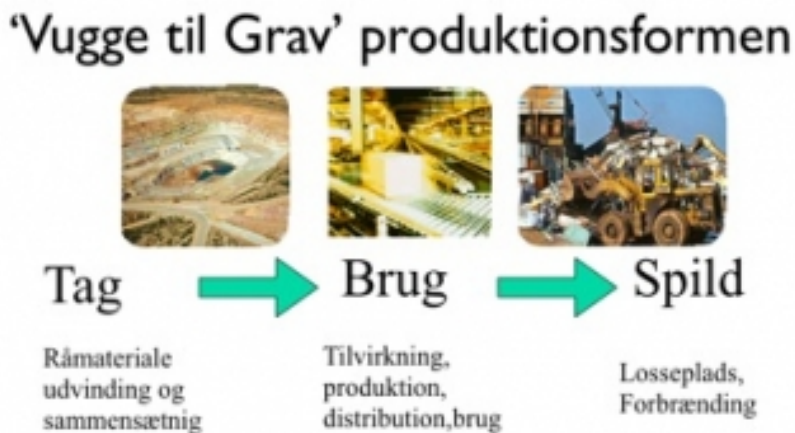 ‘Vugge til Grav’ produktionsformen
Tag
Brug
Spild
Råmateriale
udvinding og
sammensætnig
Tilvirkning,
produktion,
distribution,brug
Losseplads,
Forbrænding